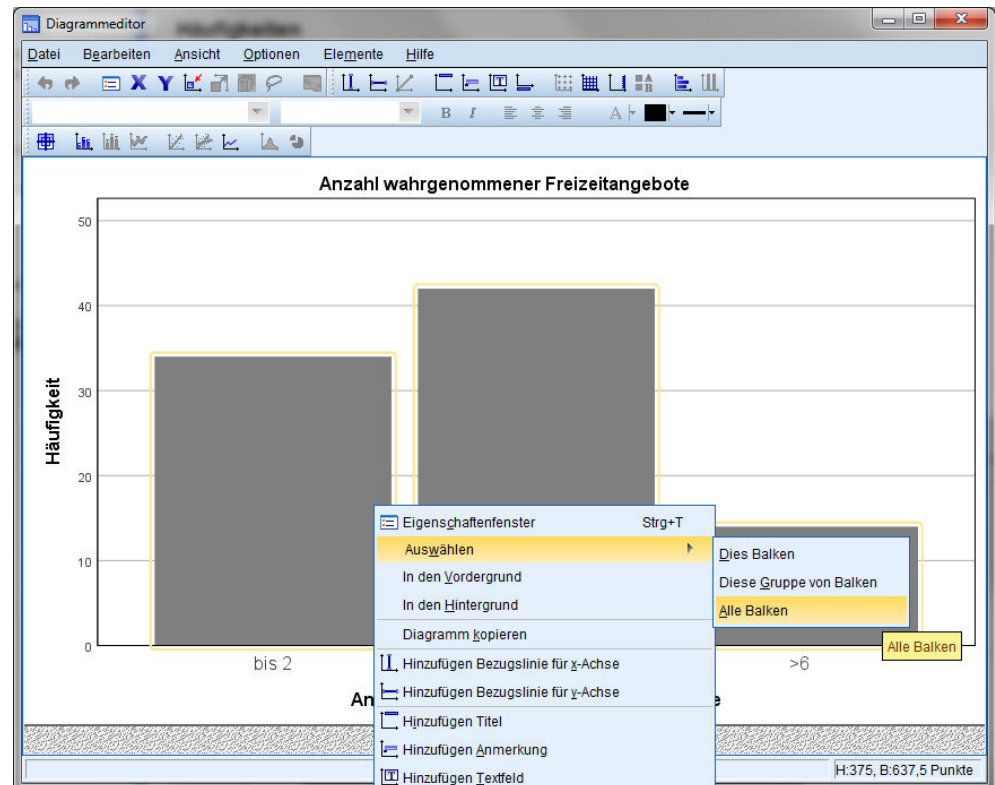 Diagrammeditor
Datei Bearbeiten Ansicht Optionen Elemente Hilfe
X Y
B I A
Anzahl wahrgenommener Freizeitangebote
50
40
30
20
10
0
Häufigkeit
bis 2
>6
An
Eigenschaftenfenster Strg+T
Auswählen
In den Vordergrund
In den Hintergrund
Diagramm kopieren
Hinzufügen Bezugslinie für x-Achse
Hinzufügen Bezugslinie für y-Achse
Hinzufügen Titel
Hinzufügen Anmerkung
Hinzufügen Textfeld
Dies Balken
Diese Gruppe von Balken
Alle Balken
Alle Balken
H:375, B:637,5 Punkte